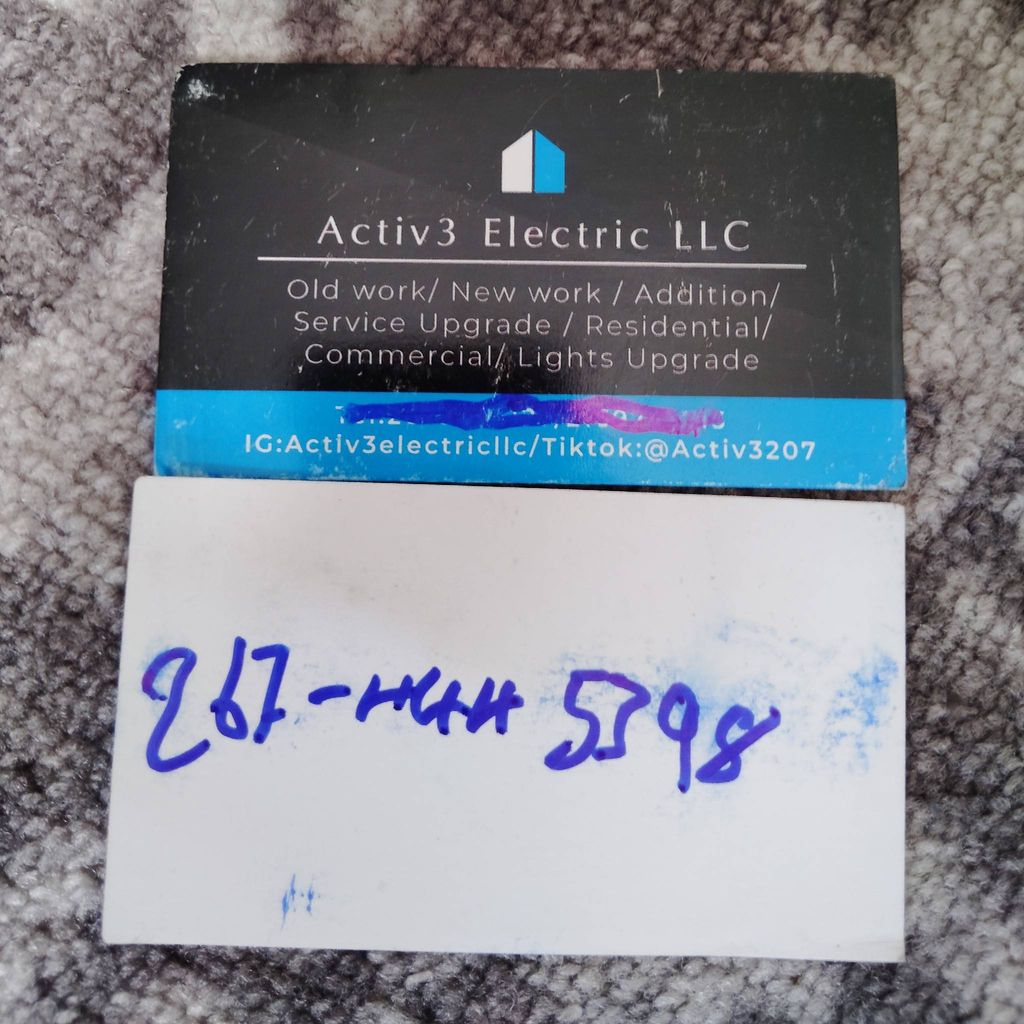 Activ3 Electric LLC
Old work/ New work / Addition/
Service Upgrade / Residential/
Commercial/ Lights Upgrade
IG:Activ3electricllc/Tiktok:@Activ3207
267-444 5398